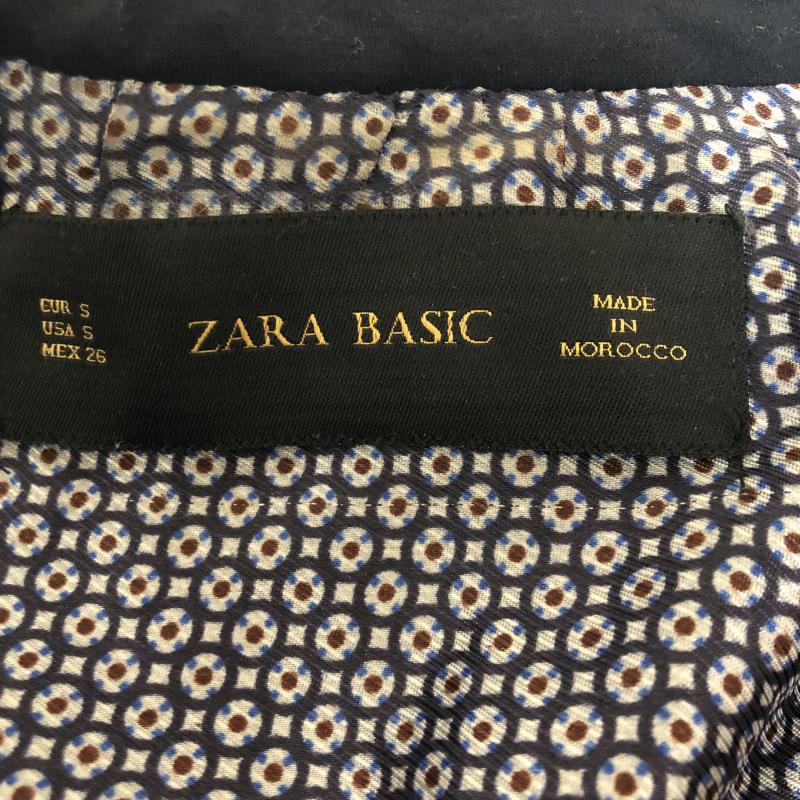 EUR S
USA S
MEX 26
ZARA BASIC
MADE
IN
MOROCCO